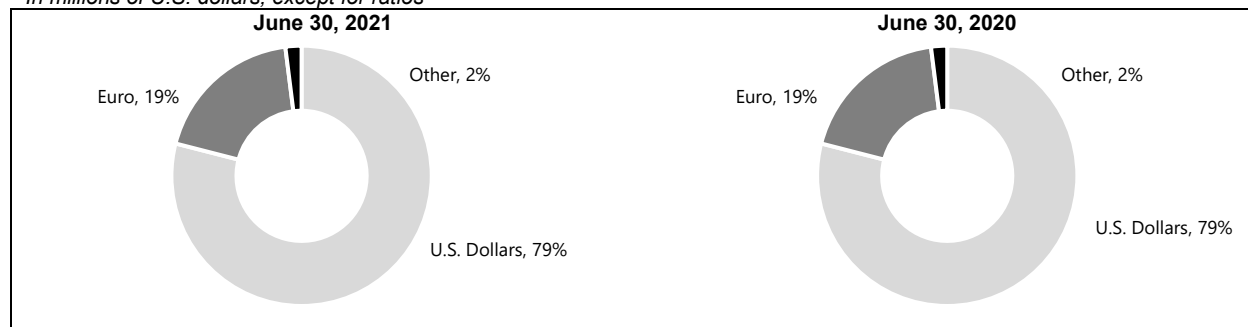 In millions of U.S. dollars, except for ratios
June 30, 2021
Other, 2%
Euro, 19%
U.S. Dollars, 79%
June 30, 2020
Other, 2%
Euro, 19%
U.S. Dollars, 79%